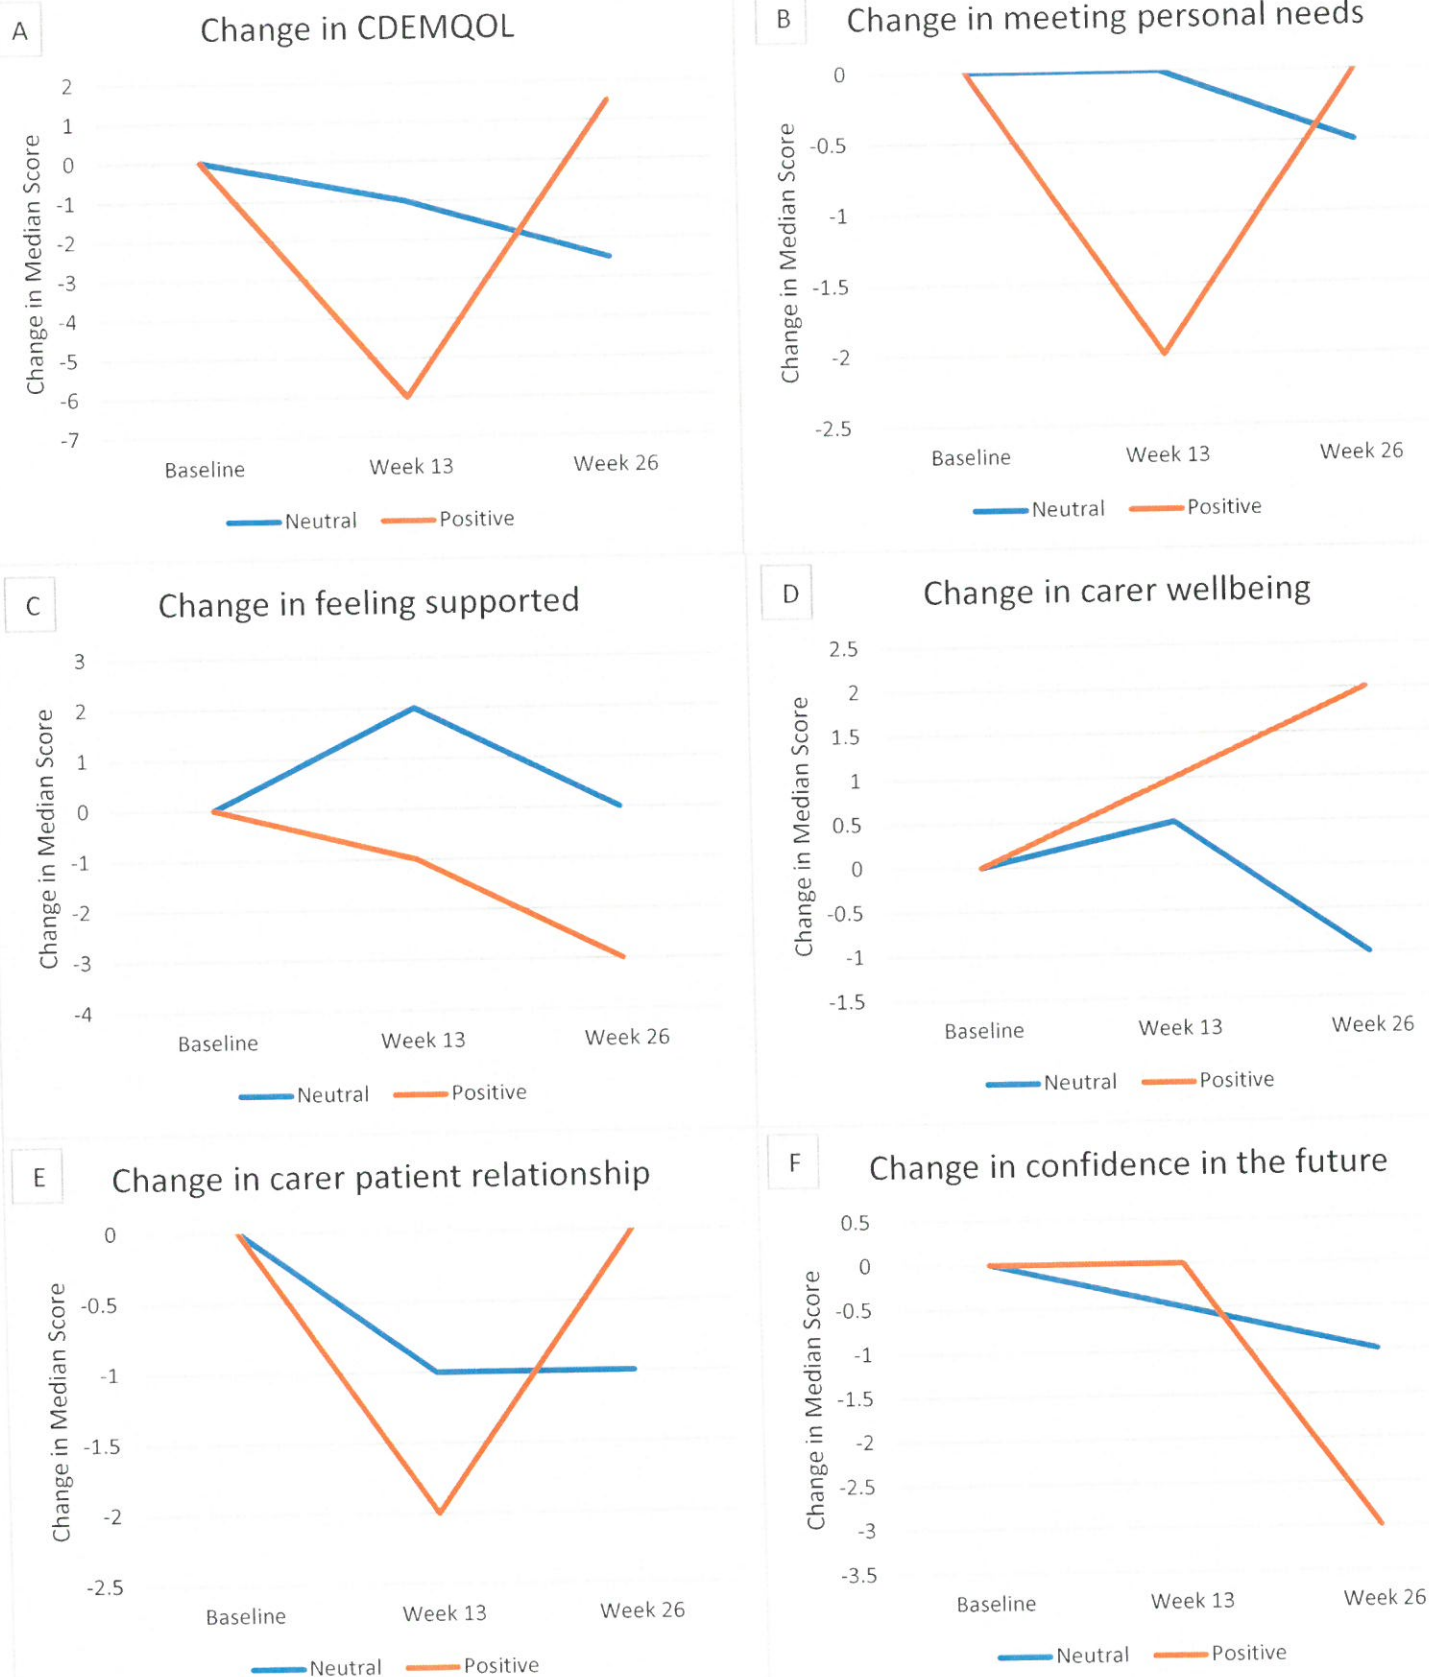 A
Change in CDEMQOL
2
1
0
-1
-2
-3
-4
-5
-6
-7
Change in Median Score
Baseline
Week 13
Week 26
Neutral
Positive
B
Change in meeting personal needs
0
-0.5
-1
-1.5
-2
-2.5
Change in Median Score
Baseline
Week 13
Week 26
Neutral
Positive
C
Change in feeling supported
3
2
1
0
-1
-2
-3
-4
Change in Median Score
Baseline
Week 13
Week 26
Neutral
Positive
D
Change in carer wellbeing
2.5
2
1.5
1
0.5
0
-0.5
-1
-1.5
Change in Median Score
Baseline
Week 13
Week 26
Neutral
Positive
E
Change in carer patient relationship
0
-0.5
-1
-1.5
-2
-2.5
Change in Median Score
Baseline
Week 13
Week 26
Neutral
Positive
F
Change in confidence in the future
0.5
0
-0.5
-1
-1.5
-2
-2.5
-3
-3.5
Change in Median Score
Baseline
Week 13
Week 26
Neutral
Positive